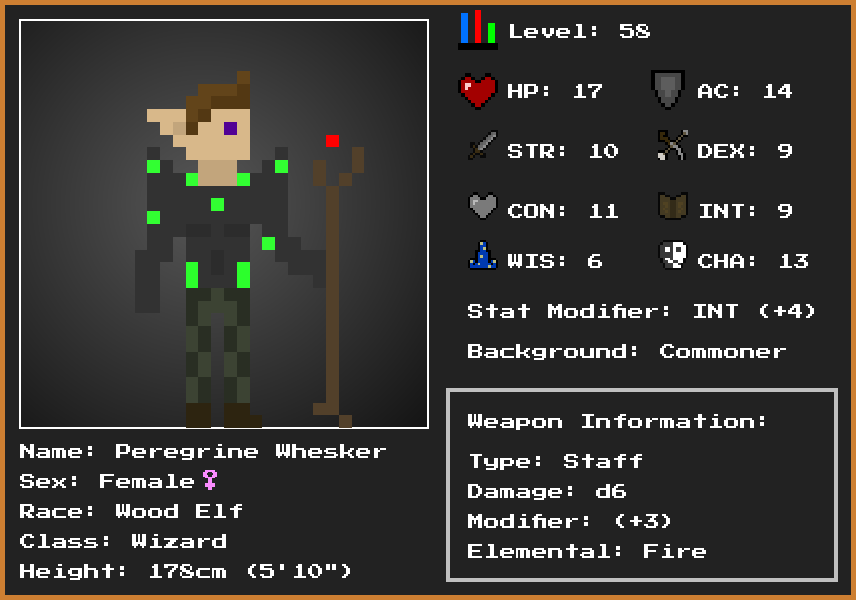 Level: 58
HP: 17 AC: 14
STR: 10 DEX: 9
CON: 11 INT: 9
WIS: 6 CHA: 13
Stat Modifier: INT (+4)
Background: Commoner
Weapon Information:
Type: Staff
Damage: d6
Modifier: (+3)
Elemental: Fire
Name: Peregrine Whesker
Sex: Female♀
Race: Wood Elf
Class: Wizard
Height: 178cm (5'10")